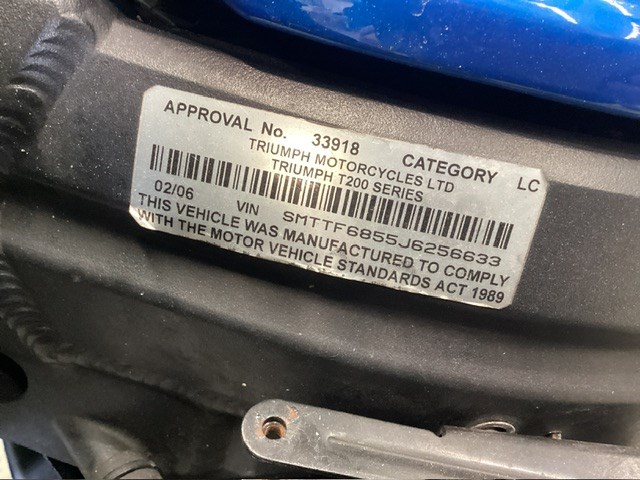 APPROVAL No. 33918 CATEGORY LC
TRIUMPH MOTORCYCLES LTD
TRIUMPH T200 SERIES
02/06 VIN SMTTF6855J6256633
THIS VEHICLE WAS MANUFACTURED TO COMPLY
WITH THE MOTOR VEHICLE STANDARDS ACT 1989